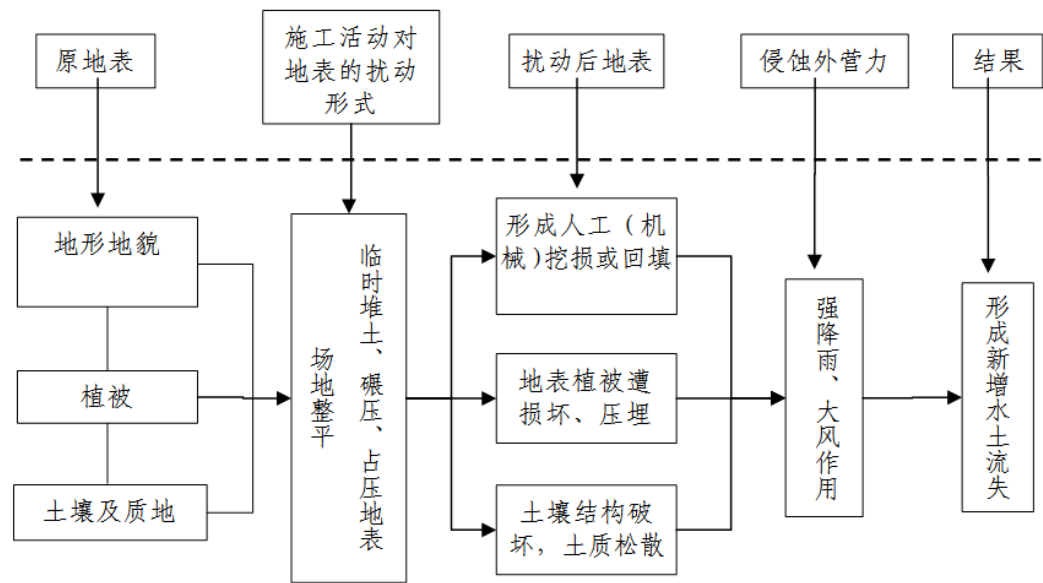 原地表
施工活动对
地表的扰动
形式
扰动后地表
侵蚀外营力
结果
地形地貌
植被
土壤及质地
临时堆土、碾压、占压地表
场地整平
形成人工（机
械）挖损或回填
地表植被遭
损坏、压埋
土壤结构破
坏，土质松散
强降雨、大风作用
形成新增水土流失